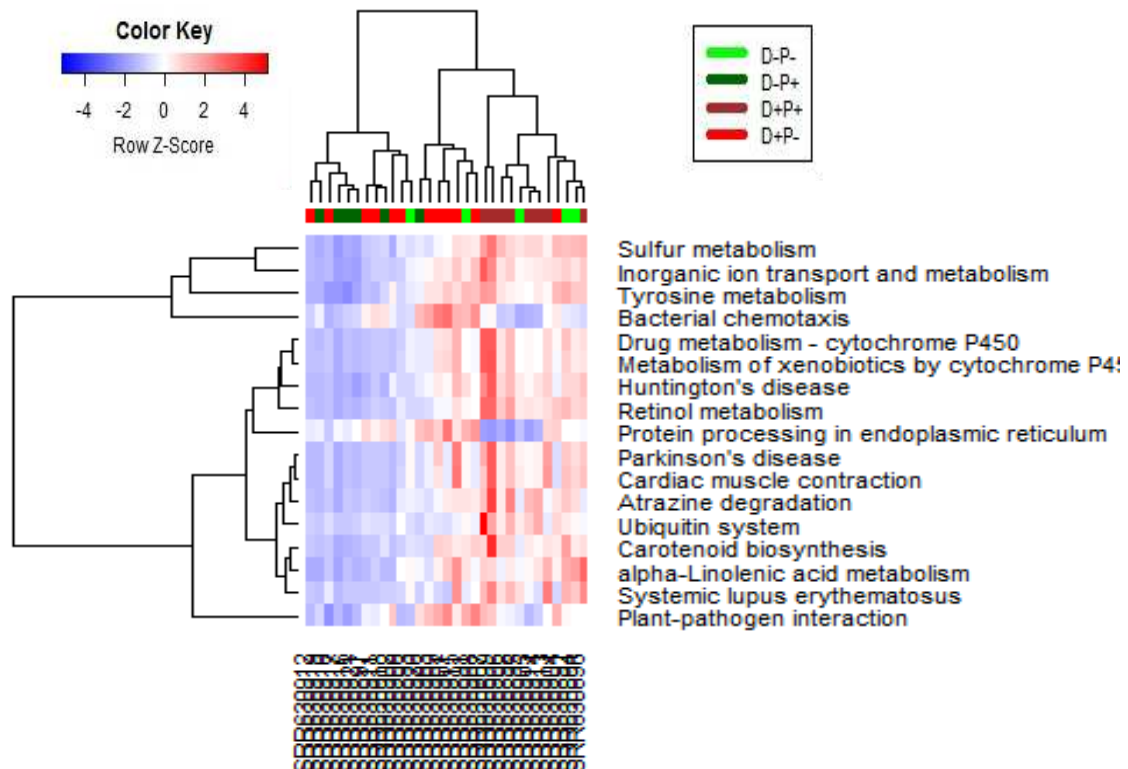 Color Key
-4 -2 0 2 4
Row Z-Score
D-P-
D-P+
D+P+
D+P-
Sulfur metabolism
Inorganic ion transport and metabolism
Tyrosine metabolism
Bacterial chemotaxis
Drug metabolism - cytochrome P450
Metabolism of xenobiotics by cytochrome P4
Huntington's disease
Retinol metabolism
Protein processing in endoplasmic reticulum
Parkinson's disease
Cardiac muscle contraction
Atrazine degradation
Ubiquitin system
Carotenoid biosynthesis
alpha-Linolenic acid metabolism
Systemic lupus erythematosus
Plant-pathogen interaction